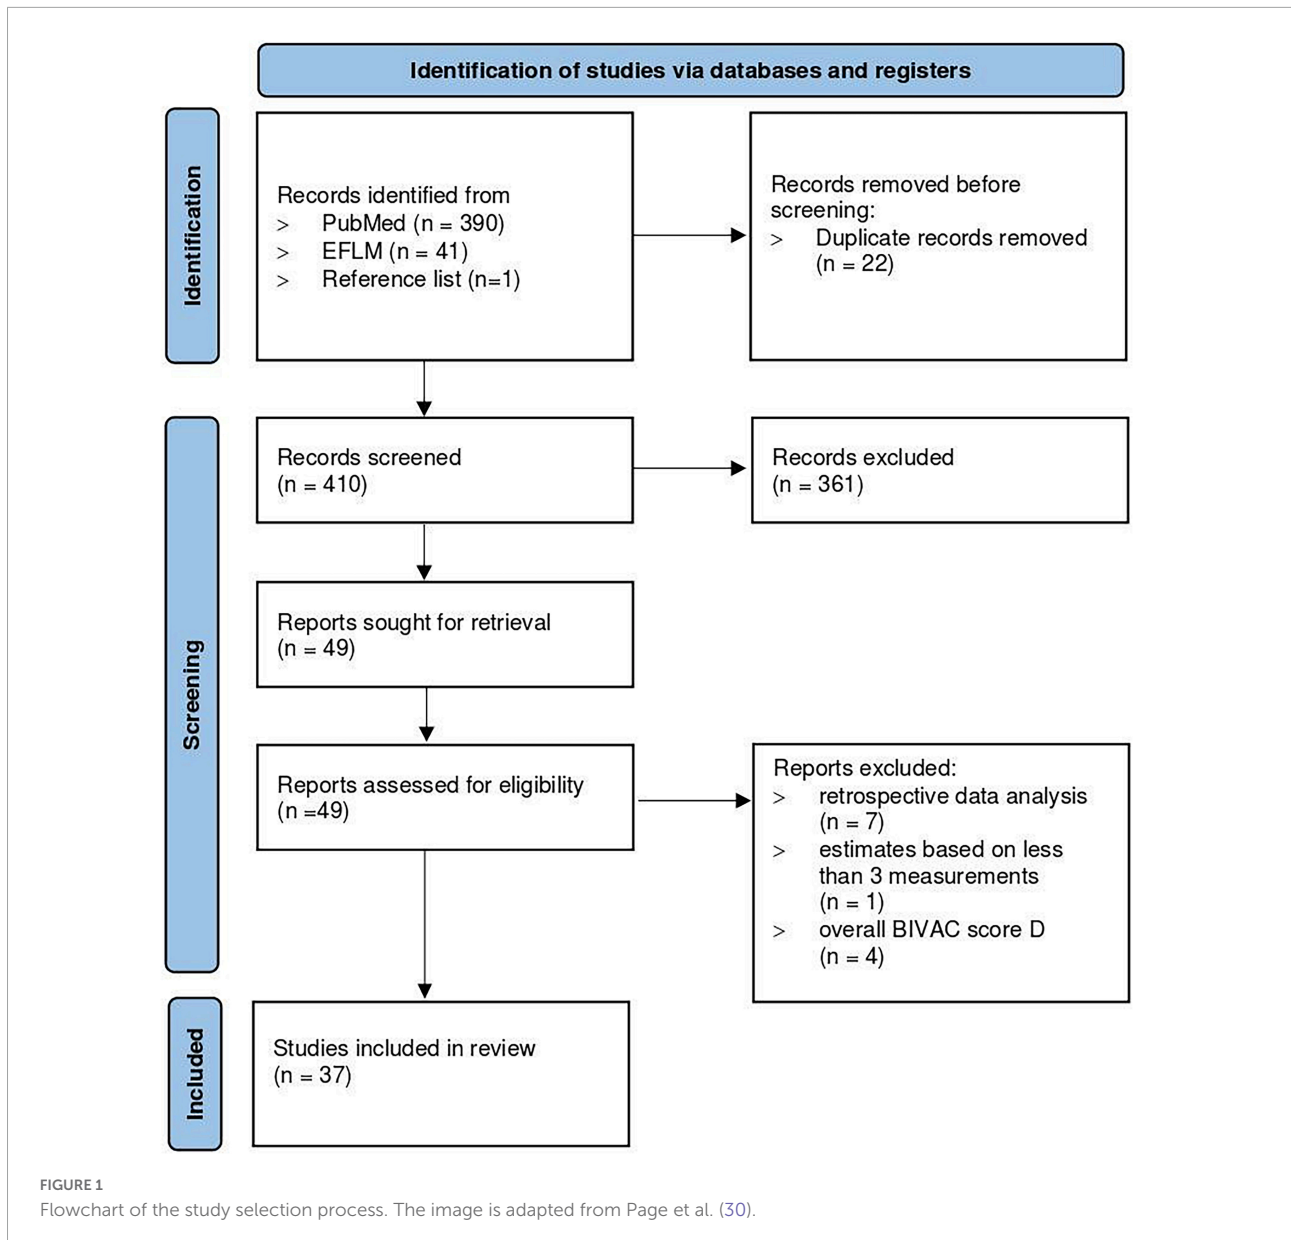 Identification of studies via databases and registers
Identification
Records identified from
> PubMed (n = 390)
> EFLM (n = 41)
> Reference list (n=1)
Records removed before
screening:
> Duplicate records removed
(n = 22)
Screening
Records screened
(n = 410)
Records excluded
(n = 361)
Reports sought for retrieval
(n = 49)
Reports assessed for eligibility
(n =49)
Reports excluded:
> retrospective data analysis
(n = 7)
> estimates based on less
than 3 measurements
(n = 1)
> overall BIVAC score D
(n = 4)
Included
Studies included in review
(n = 37)
FIGURE 1
Flowchart of the study selection process. The image is adapted from Page et al. (30).